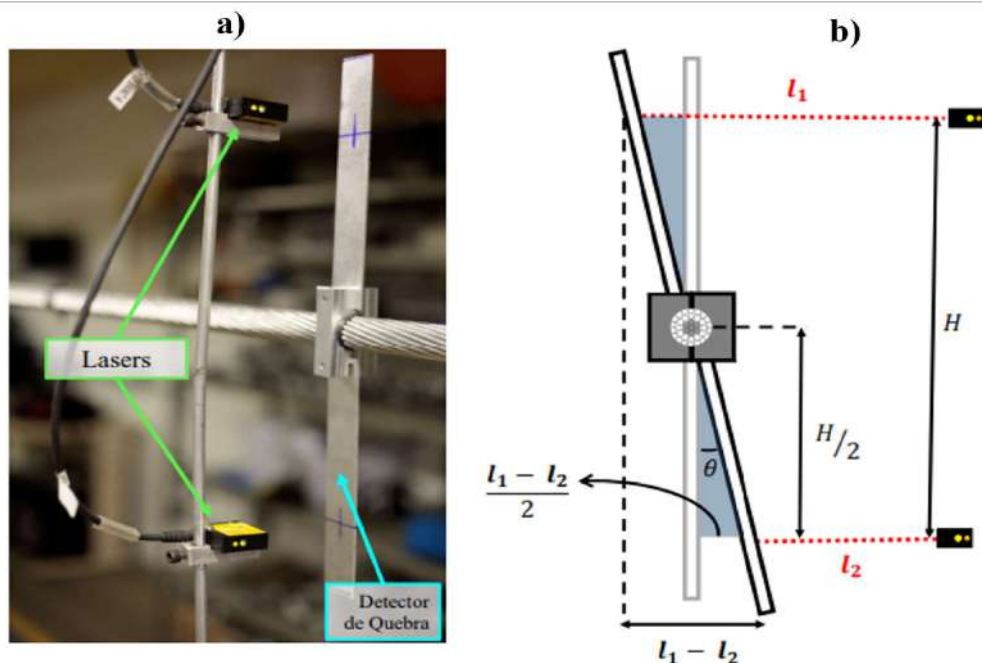 a)
b)
Lasers
Detector
de Quebra
l₁
H
H/2
θ
l₁ − l₂
2
l₂
l₁ − l₂